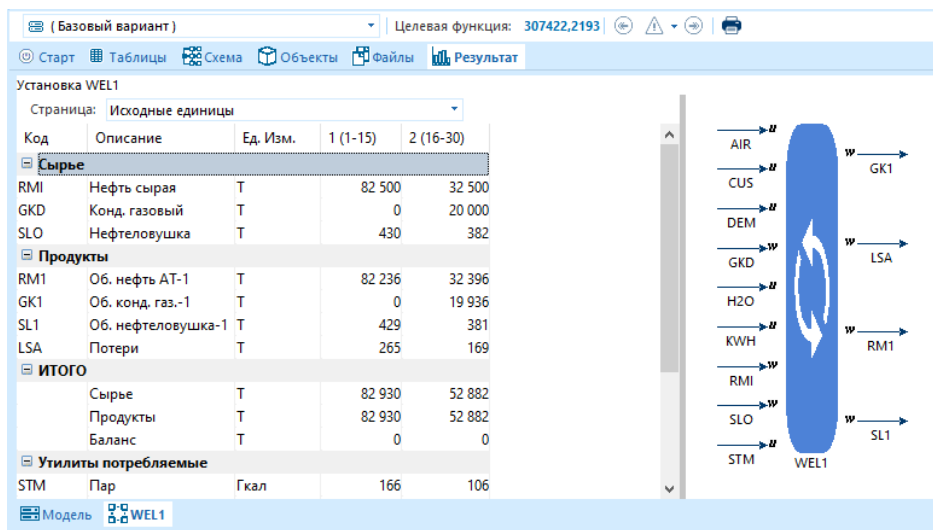 ( Базовый вариант ) Целевая функция: 307422,2193
Старт Таблицы Схема Объекты Файлы Результат
Установка WEL1
Страница: Исходные единицы
Код Описание Ед. Изм. 1 (1-15) 2 (16-30)
Сырье
RMI Нефть сырая Т 82 500 32 500
GKD Конд. газовый Т 0 20 000
SLO Нефтеловушка Т 430 382
Продукты
RM1 Об. нефть АТ-1 Т 82 236 32 396
GK1 Об. конд. газ.-1 Т 0 19 936
SL1 Об. нефтеловушка-1 Т 429 381
LSA Потери Т 265 169
ИТОГО
Сырье Т 82 930 52 882
Продукты Т 82 930 52 882
Баланс Т 0 0
Утилиты потребляемые
STM Пар Гкал 166 106
u
AIR
u
CUS
u
DEM
w
GKD
u
H2O
u
KWH
w
RMI
w
SLO
u
STM
WEL1
w
GK1
w
LSA
w
RM1
w
SL1
Модель WEL1